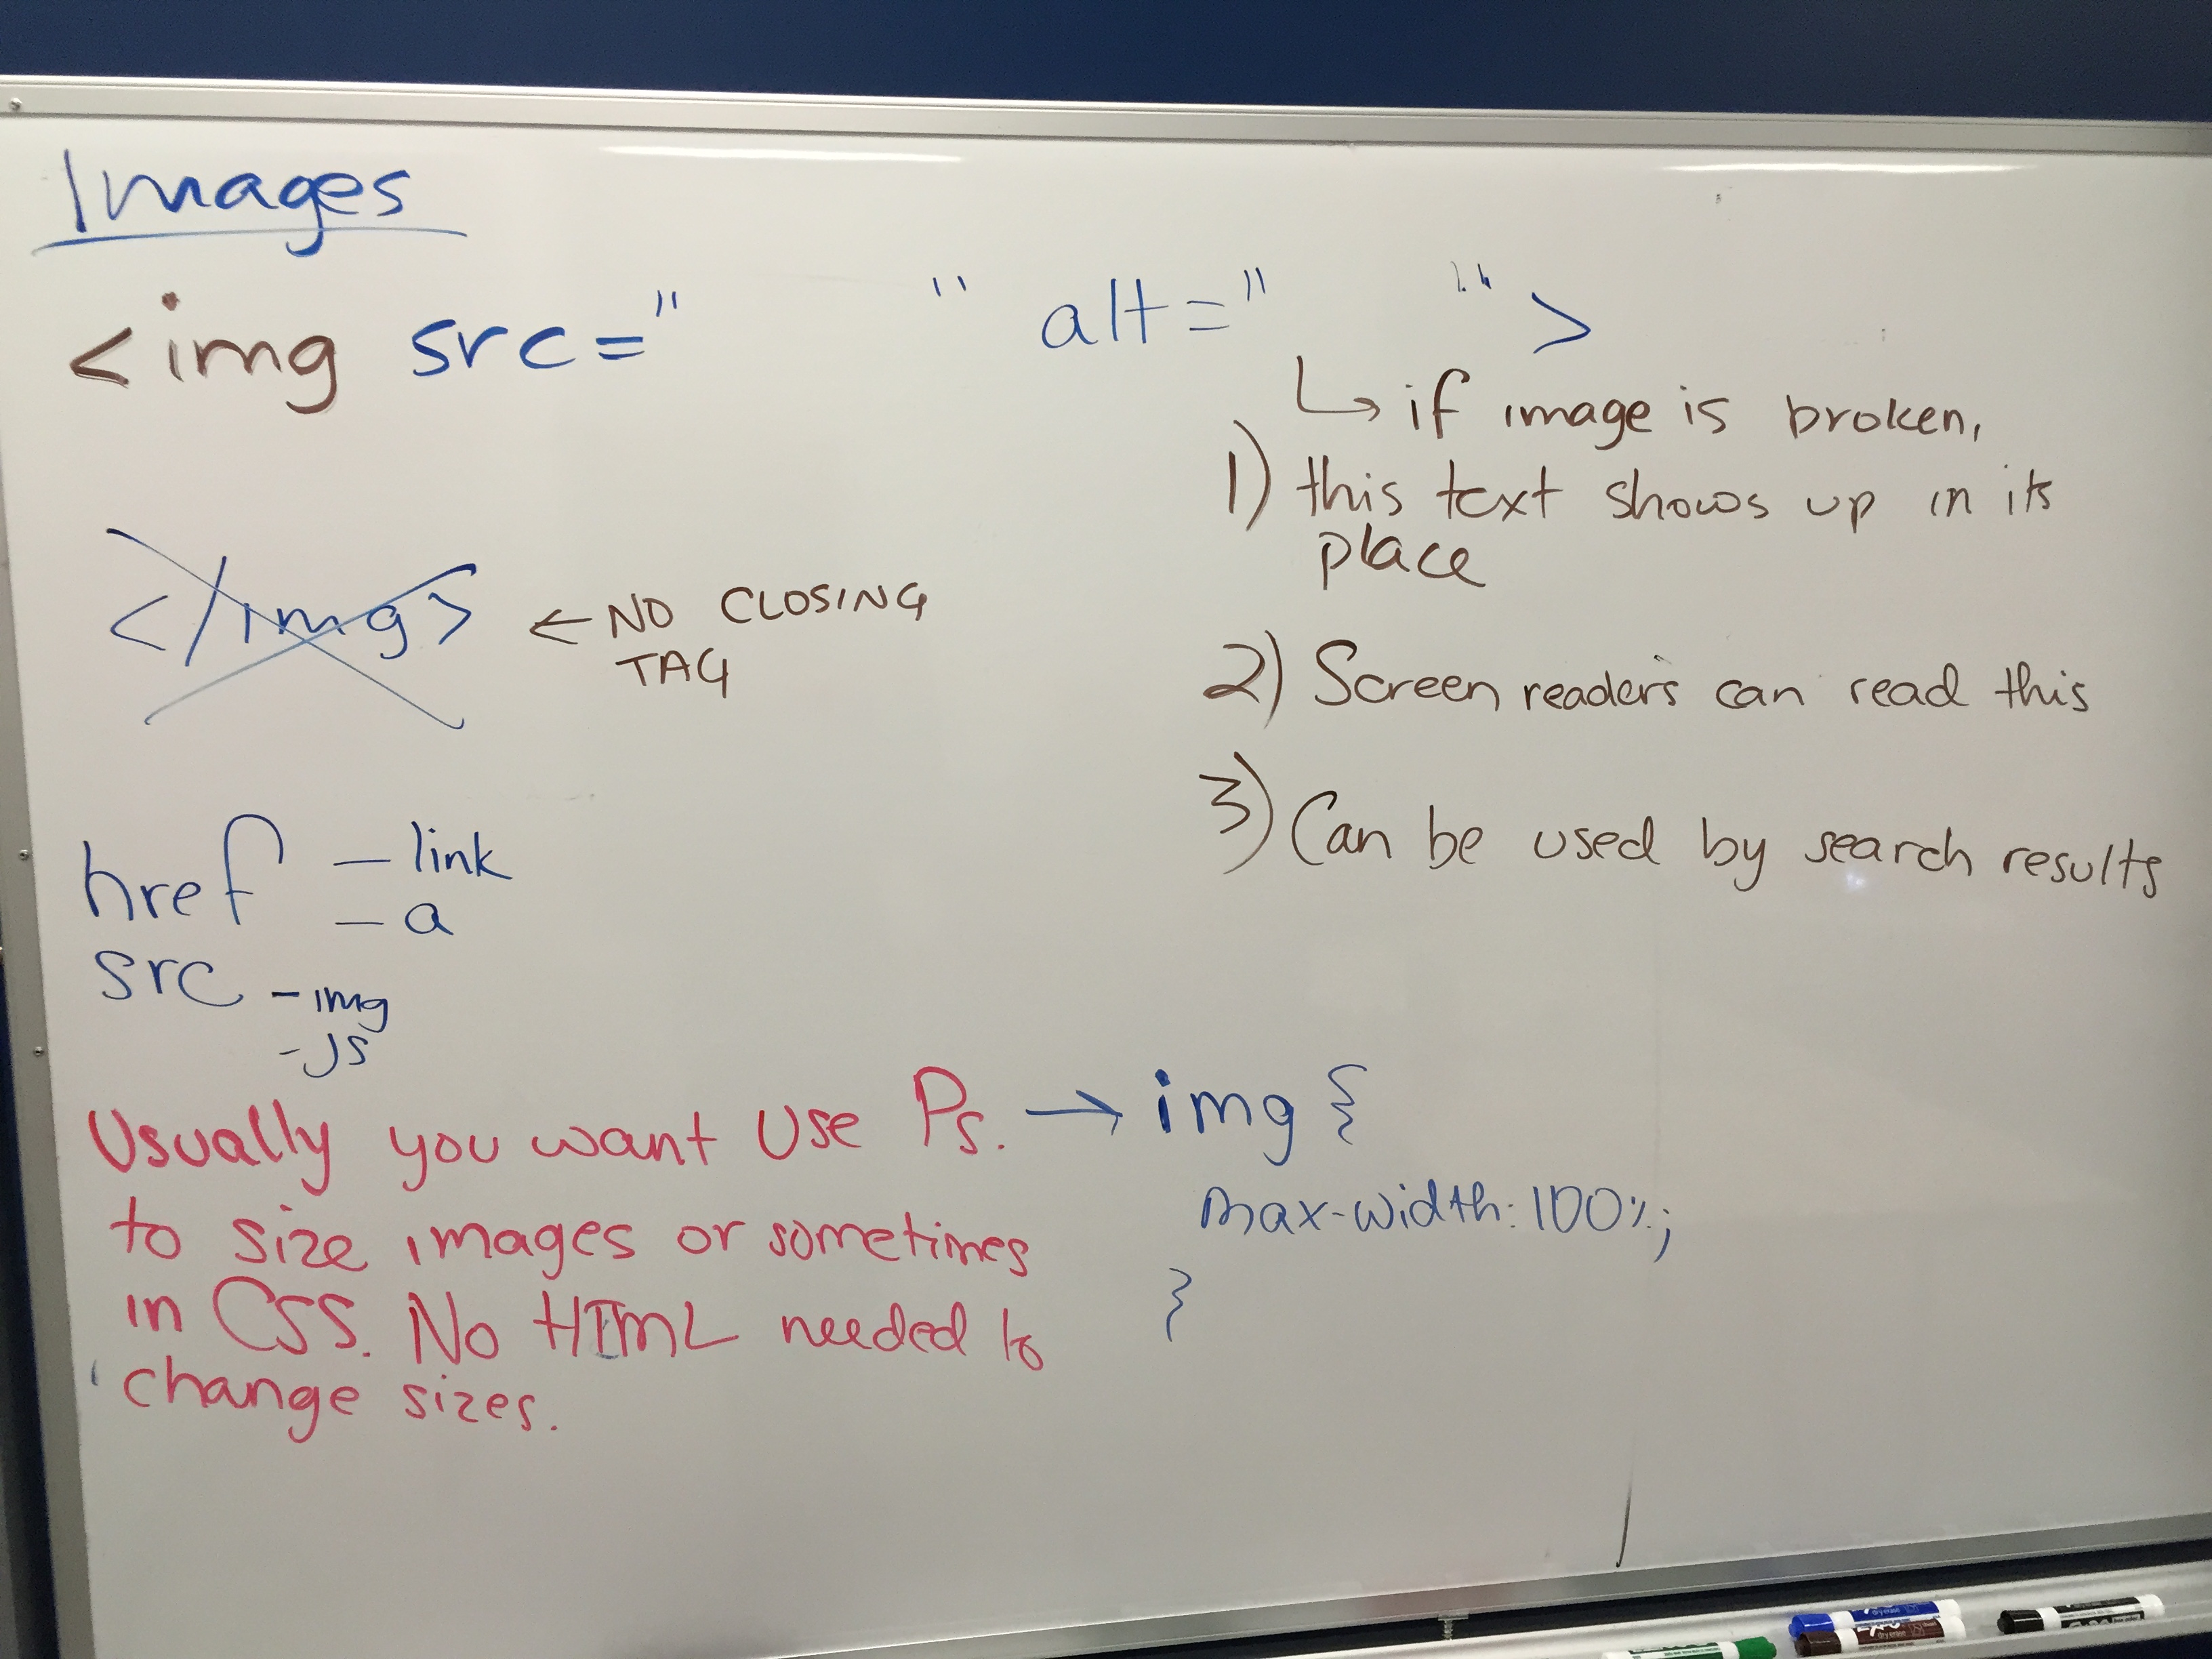 Images
<img src=" " alt=" ">
if image is broken,
1) this text shows up in its
place
</img> ← NO CLOSING
TAG
2) Screen readers can read this
3) Can be used by search results
href - link
- a
src - img
- JS
Usually you want use Ps. → img {
to size images or sometimes
max-width: 100%;
in CSS. No HTML needed to
}
change sizes.